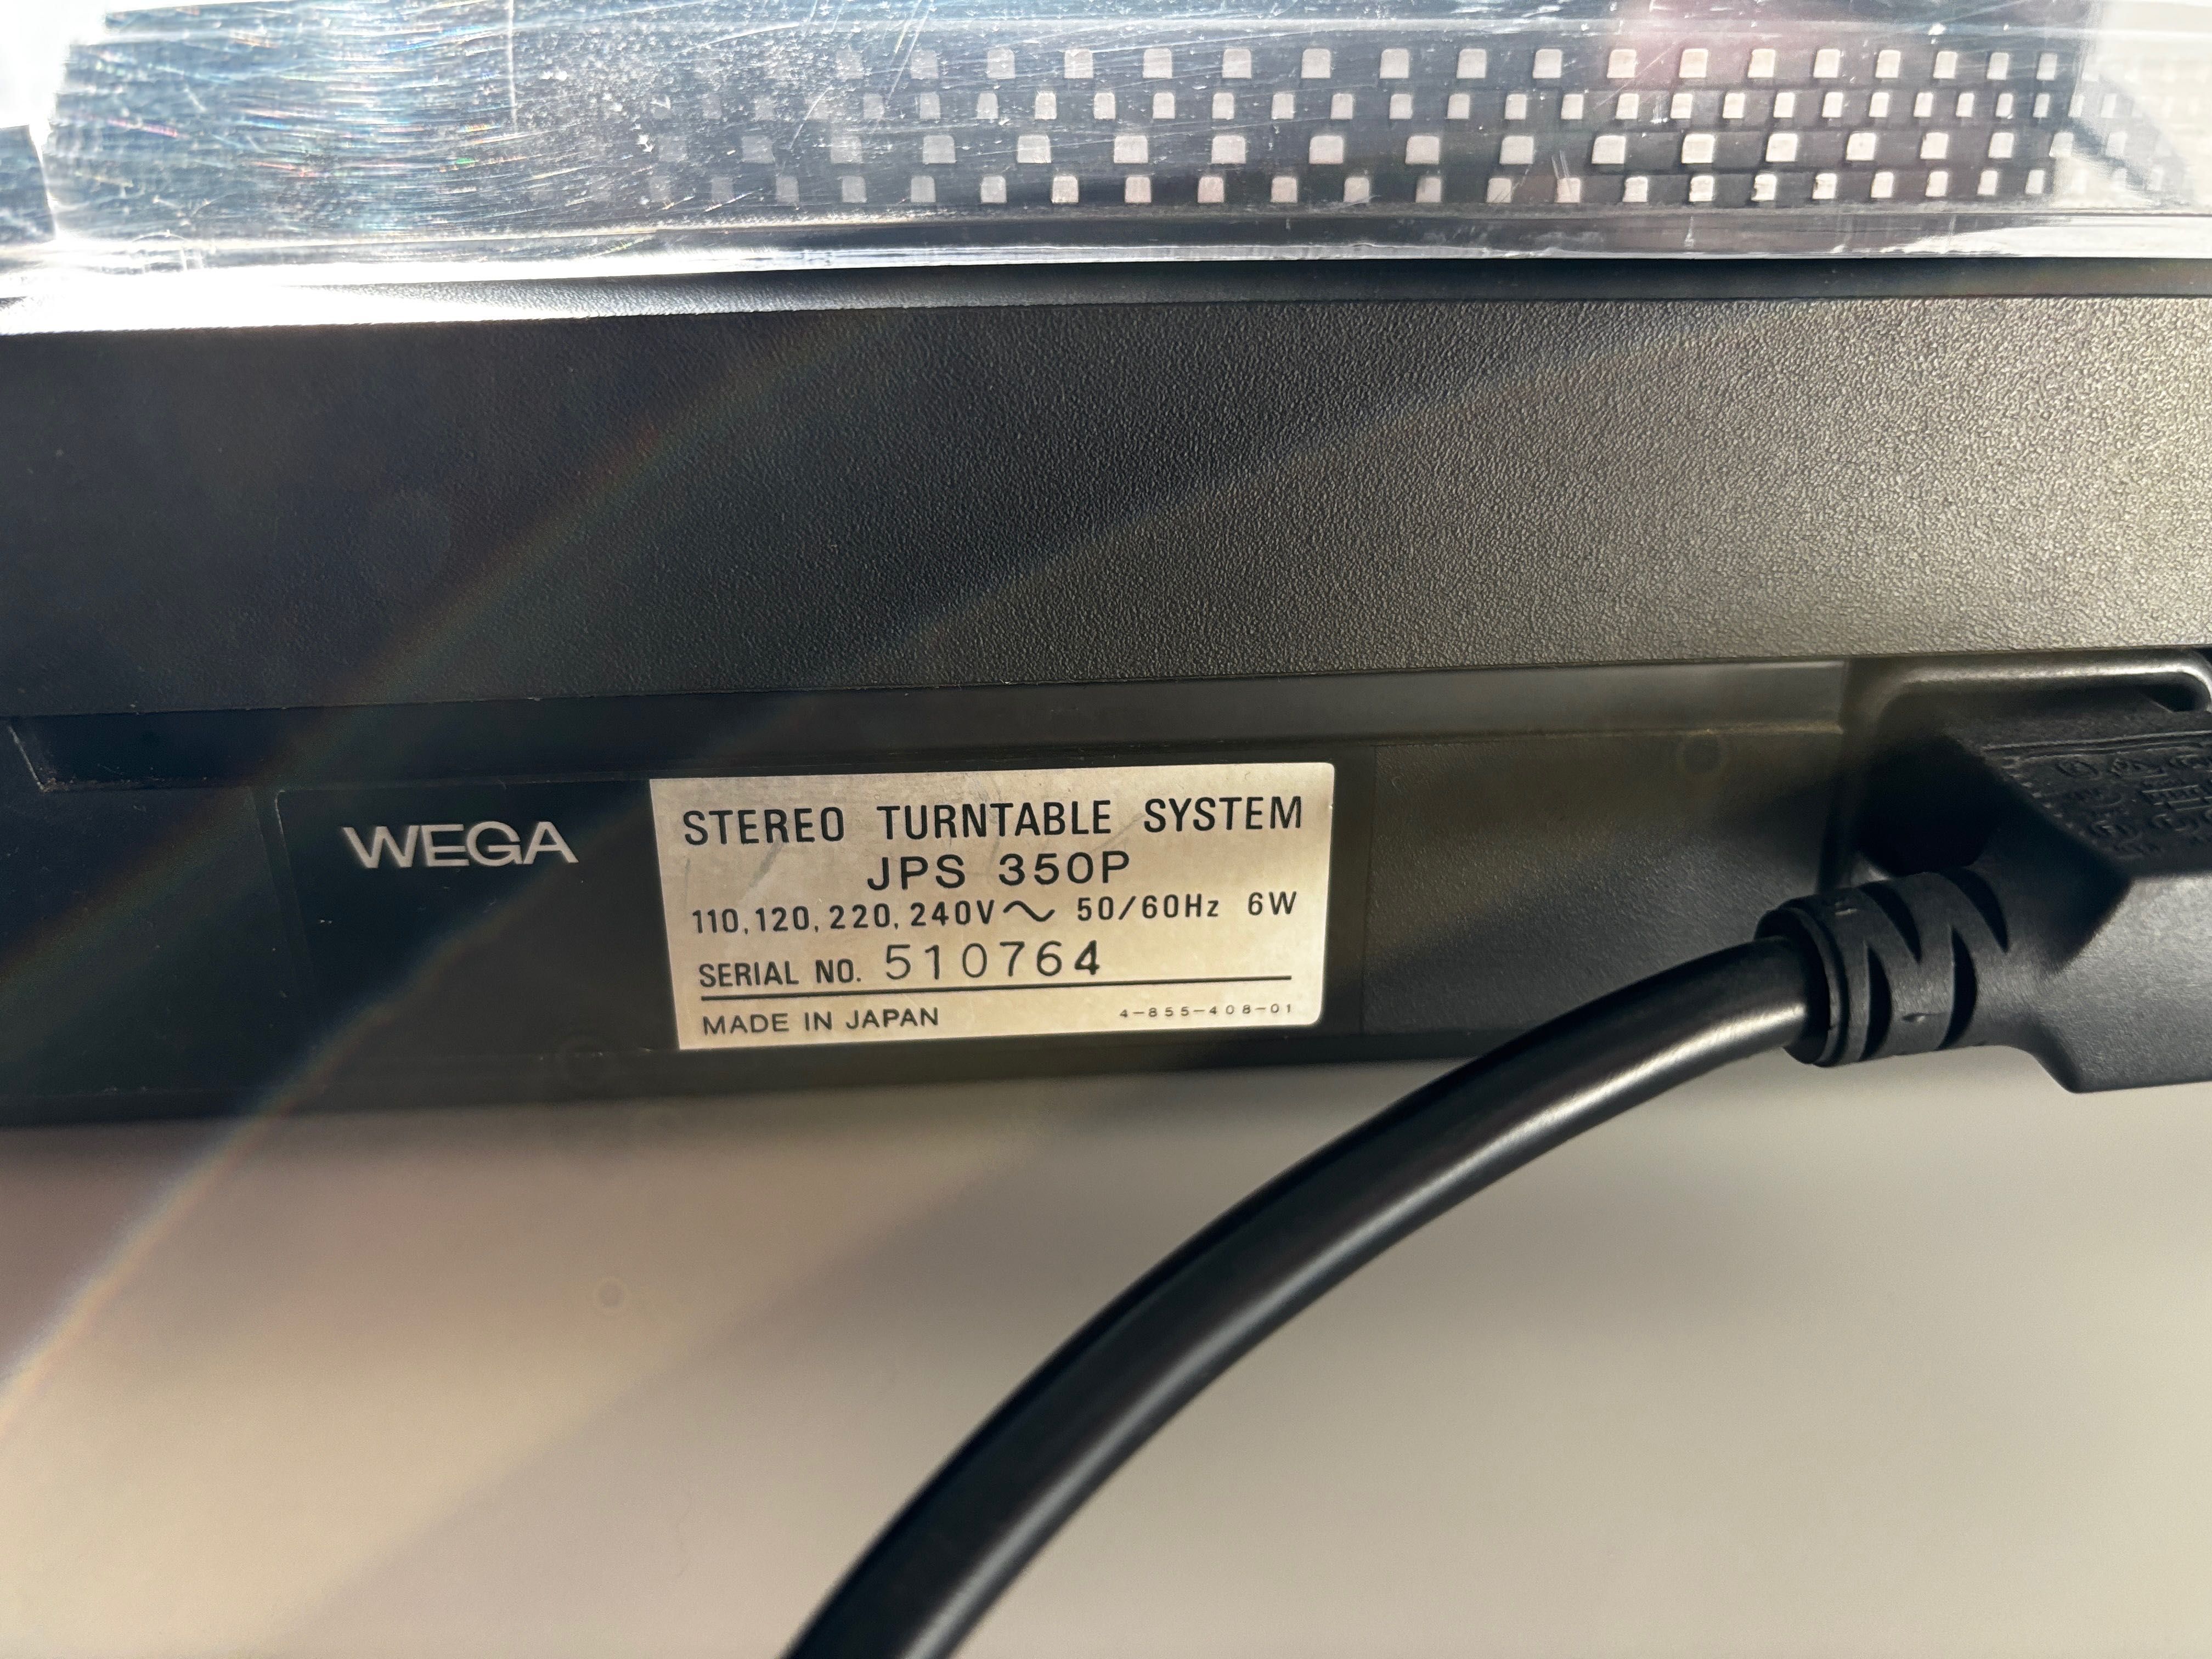 WEGA
STEREO TURNTABLE SYSTEM
JPS 350P
110,120,220,240V～ 50/60Hz 6W
SERIAL NO. 510764
MADE IN JAPAN 4-855-408-01